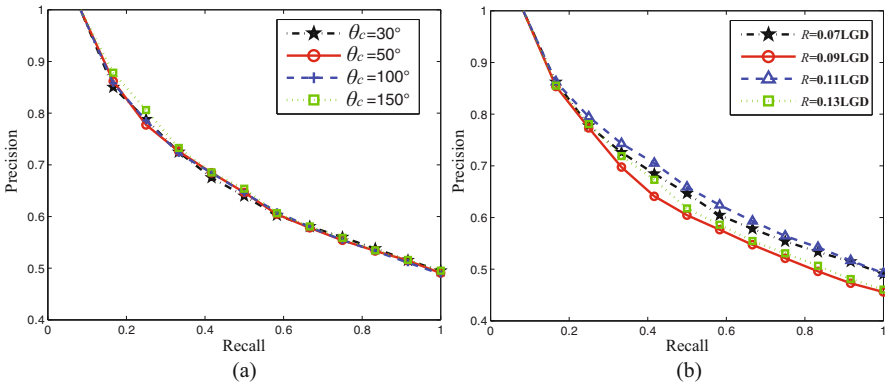 1
0.9
0.8
0.7
0.6
0.5
0.4
0
0.2
0.4
0.6
0.8
1
Precision
Recall
θc=30°
θc=50°
θc=100°
θc=150°
(a)
1
0.9
0.8
0.7
0.6
0.5
0.4
0
0.2
0.4
0.6
0.8
1
Precision
Recall
R=0.07LGD
R=0.09LGD
R=0.11LGD
R=0.13LGD
(b)